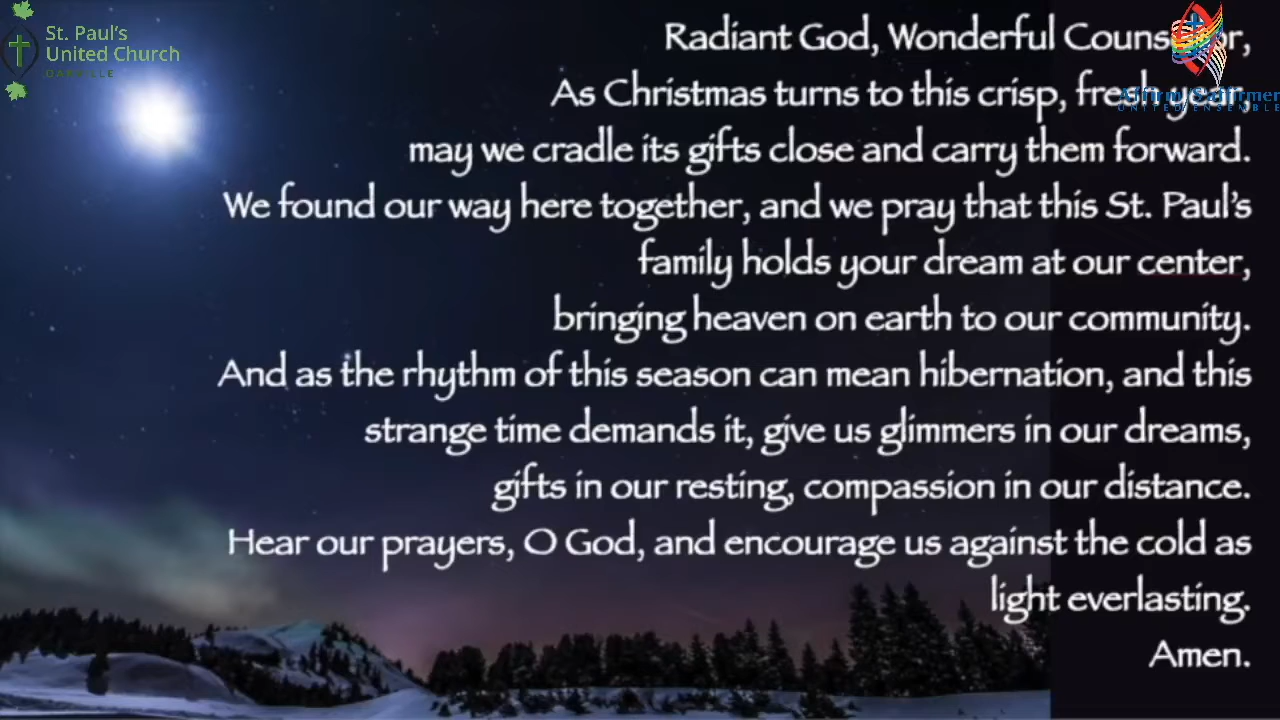 St. Paul's
United Church
OAKVILLE
Radiant God, Wonderful
As Christmas turns to this crisp, fresh year,
may we cradle its gifts close and carry them forward.
We found our way here together, and we pray that this St. Paul's
family holds your dream at our center,
bringing heaven on earth to our community.
And as the rhythm of this season can mean hibernation, and this
strange time demands it, give us glimmers in our dreams,
gifts in our resting, compassion in our distance.
Hear our prayers, O God, and encourage us against the cold as
light everlasting.
Amen.
UNITED ENSEMBLE